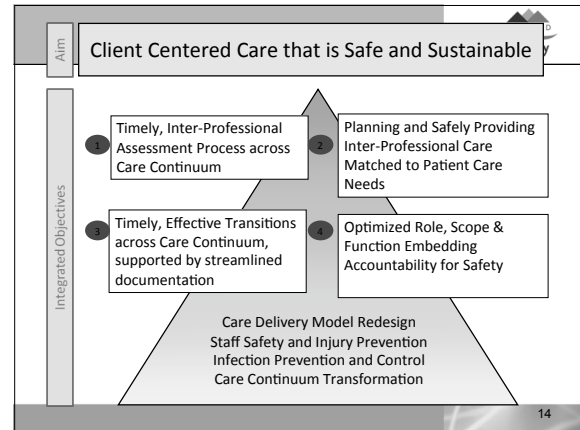 Aim
Client Centered Care that is Safe and Sustainable
D
y
Integrated Objectives
1
Timely, Inter-Professional
Assessment Process across
Care Continuum
2
Planning and Safely Providing
Inter-Professional Care
Matched to Patient Care
Needs
3
Timely, Effective Transitions
across Care Continuum,
supported by streamlined
documentation
4
Optimized Role, Scope &
Function Embedding
Accountability for Safety
Care Delivery Model Redesign
Staff Safety and Injury Prevention
Infection Prevention and Control
Care Continuum Transformation
14